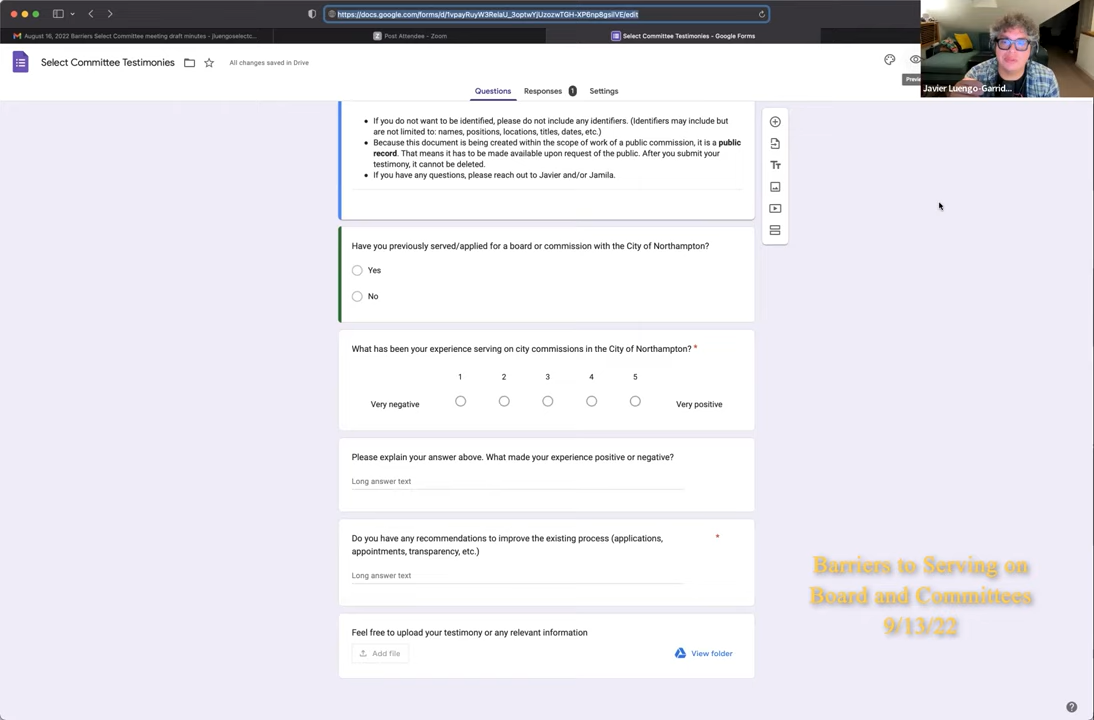 https://docs.google.com/forms/d/1vpayRuyW3RelaU_3optwYjUzozwTGH-XP6np8gsiIVE/edit
August 16, 2022 Barriers Select Committee meeting draft minutes - jluengoselecto...
Post Attendee - Zoom
Select Committee Testimonies - Google Forms
Select Committee Testimonies
All changes saved in Drive
Javier Luengo-Garrid...
Questions
Responses
1
Settings
If you do not want to be identified, please do not include any identifiers. (Identifiers may include but
are not limited to: names, positions, locations, titles, dates, etc.)
Because this document is being created within the scope of work of a public commission, it is a public
record. That means it has to be made available upon request of the public. After you submit your
testimony, it cannot be deleted.
If you have any questions, please reach out to Javier and/or Jamila.
Have you previously served/applied for a board or commission with the City of Northampton?
Yes
No
What has been your experience serving on city commissions in the City of Northampton? *
1 2 3 4 5
Very negative
Very positive
Please explain your answer above. What made your experience positive or negative?
Long answer text
Do you have any recommendations to improve the existing process (applications, *
appointments, transparency, etc.)
Long answer text
Feel free to upload your testimony or any relevant information
Add file
View folder
Barriers to Serving on
Board and Committees
9/13/22